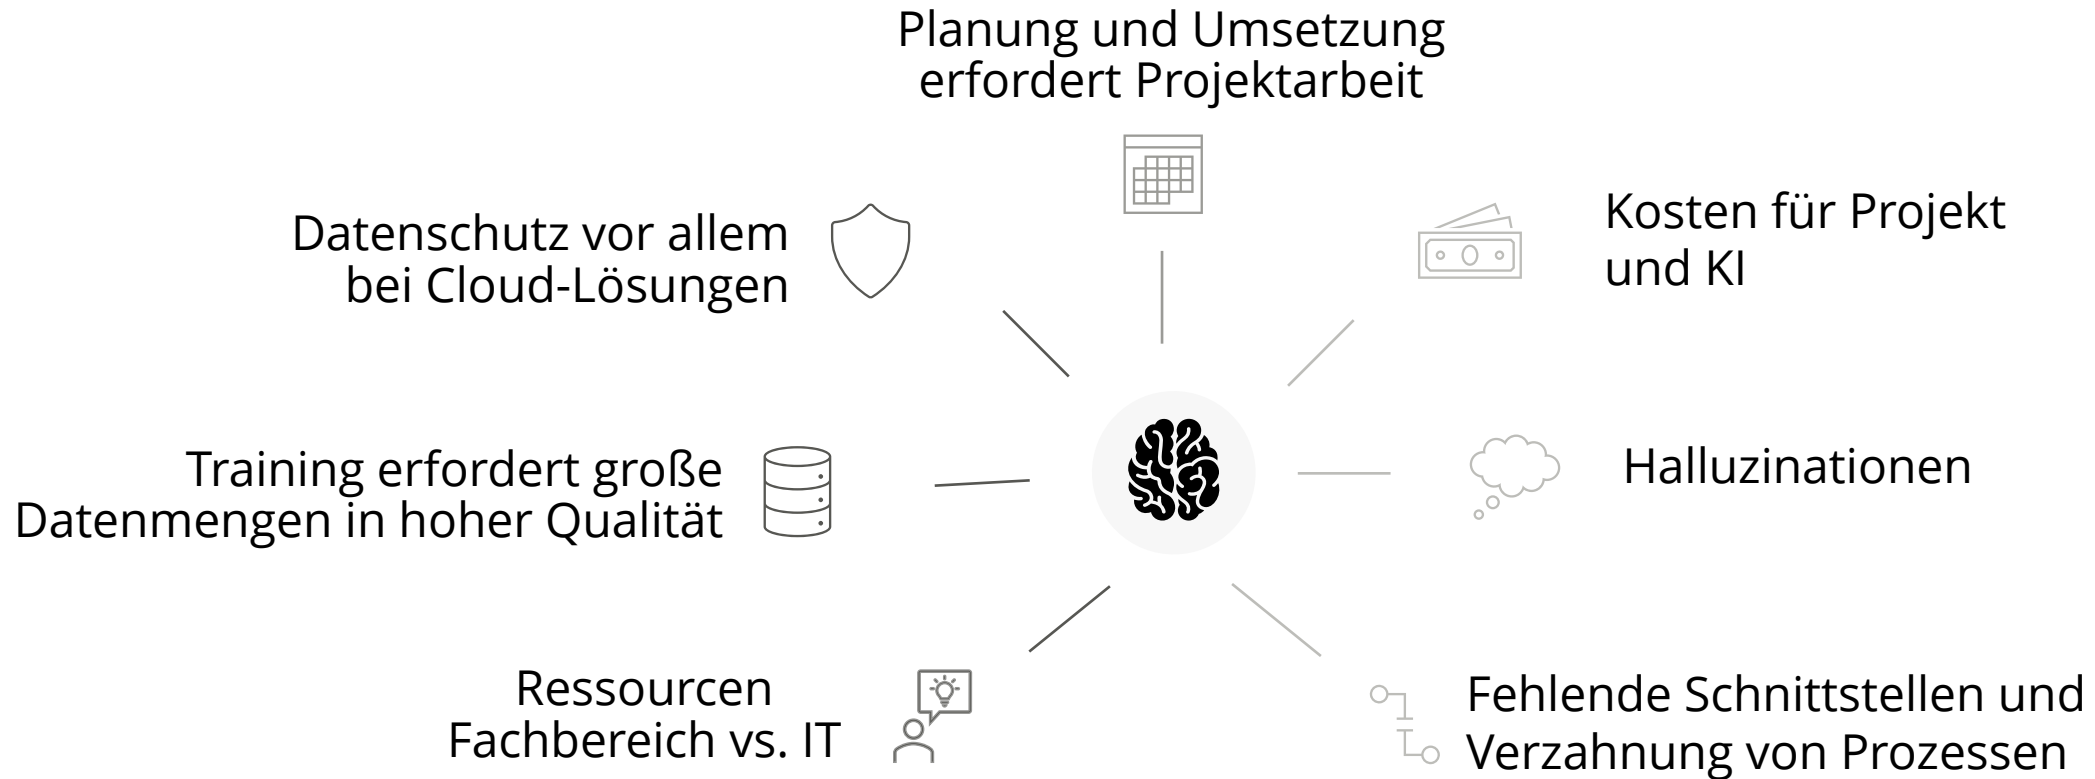 Planung und Umsetzung
erfordert Projektarbeit
Datenschutz vor allem
bei Cloud-Lösungen
Kosten für Projekt
und KI
Training erfordert große
Datenmengen in hoher Qualität
Halluzinationen
Ressourcen
Fachbereich vs. IT
Fehlende Schnittstellen und
Verzahnung von Prozessen